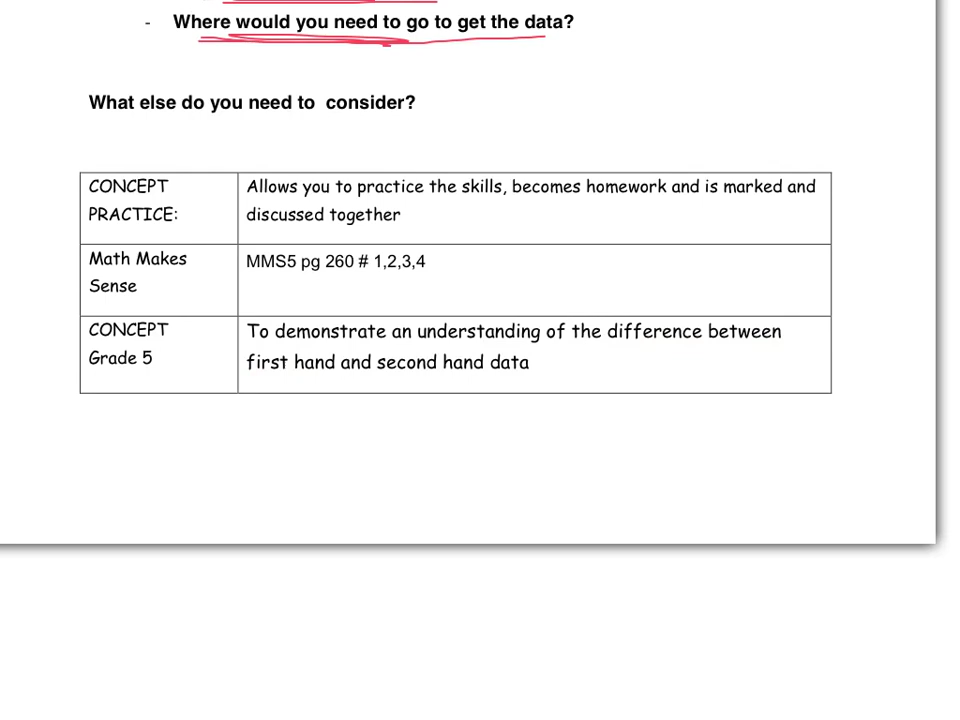 - Where would you need to go to get the data?
What else do you need to  consider?
CONCEPT
PRACTICE:
Allows you to practice the skills, becomes homework and is marked and
discussed together
Math Makes
Sense
MMS5 pg 260 # 1,2,3,4
CONCEPT
Grade 5
To demonstrate an understanding of the difference between
first hand and second hand data